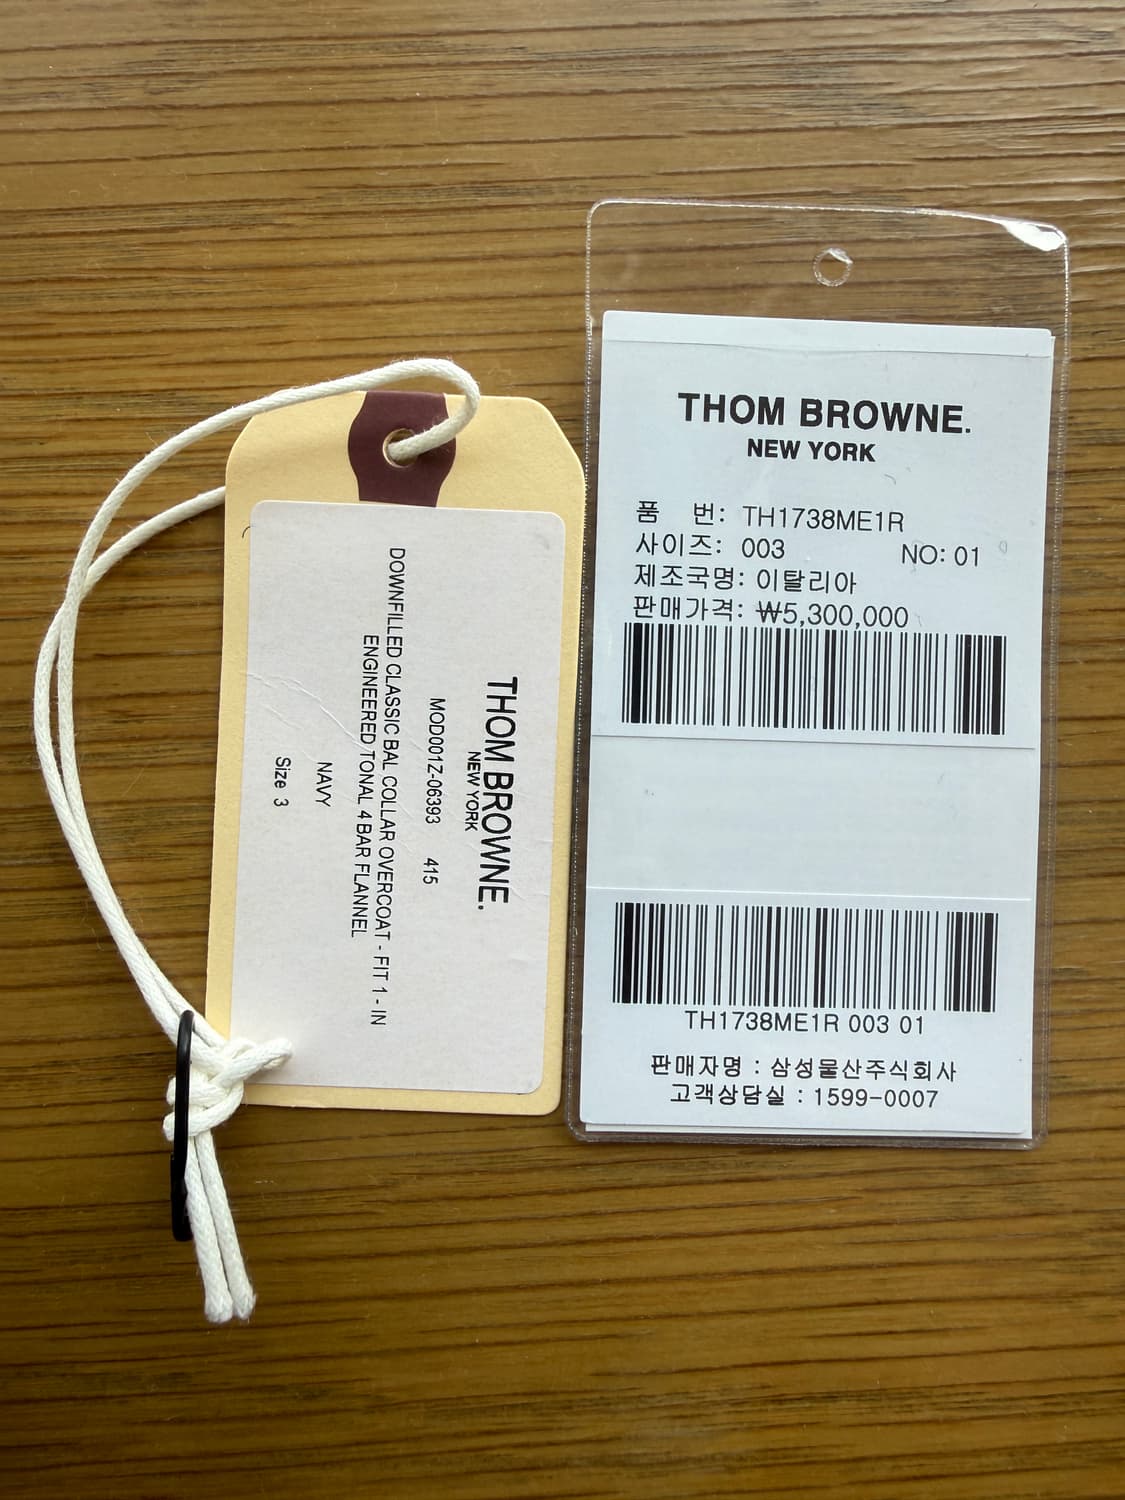 THOM BROWNE.
NEW YORK
MOD001Z-06393 415
DOWNFILLED CLASSIC BAL COLLAR OVERCOAT - FIT 1 - IN
ENGINEERED TONAL 4 BAR FLANNEL
NAVY
Size 3
THOM BROWNE.
NEW YORK
품 번: TH1738ME1R
사이즈: 003 NO: 01
제조국명: 이탈리아
판매가격: ₩5,300,000
TH1738ME1R 003 01
판매자명 : 삼성물산주식회사
고객상담실 : 1599-0007